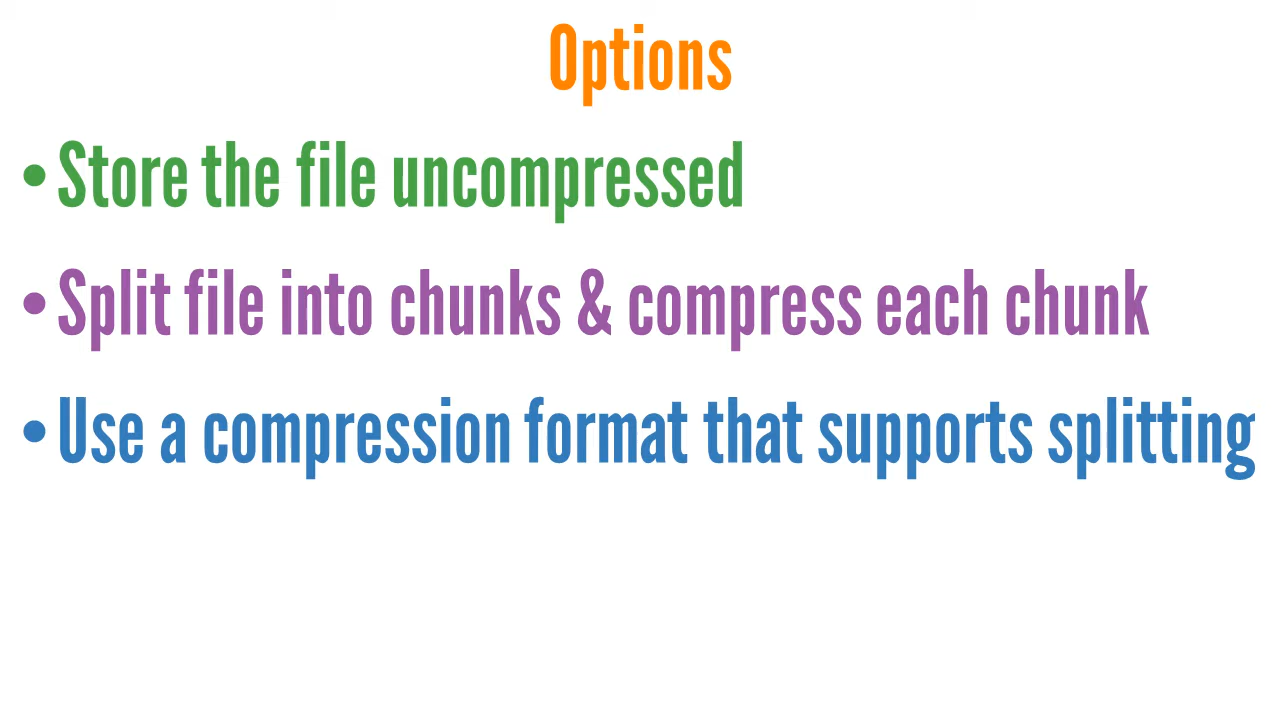 Options
• Store the file uncompressed
• Split file into chunks & compress each chunk
• Use a compression format that supports splitting